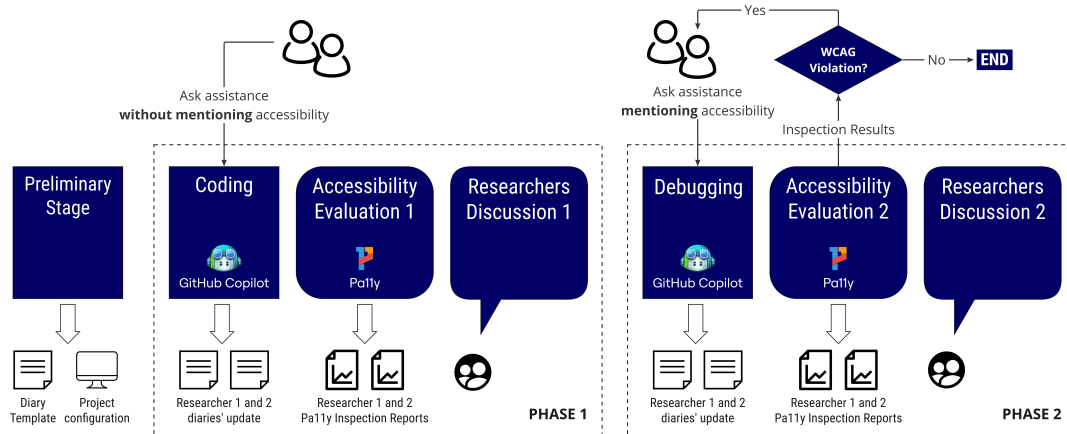 Yes
WCAG
Violation?
No
END
Ask assistance
without mentioning accessibility
Ask assistance
mentioning accessibility
Inspection Results
Preliminary
Stage
Coding
GitHub Copilot
Accessibility
Evaluation 1
Pa11y
Researchers
Discussion 1
Debugging
GitHub Copilot
Accessibility
Evaluation 2
Pa11y
Researchers
Discussion 2
Diary
Template
Project
configuration
Researcher 1 and 2
diaries' update
Researcher 1 and 2
Pa11y Inspection Reports
PHASE 1
Researcher 1 and 2
diaries' update
Researcher 1 and 2
Pa11y Inspection Reports
PHASE 2